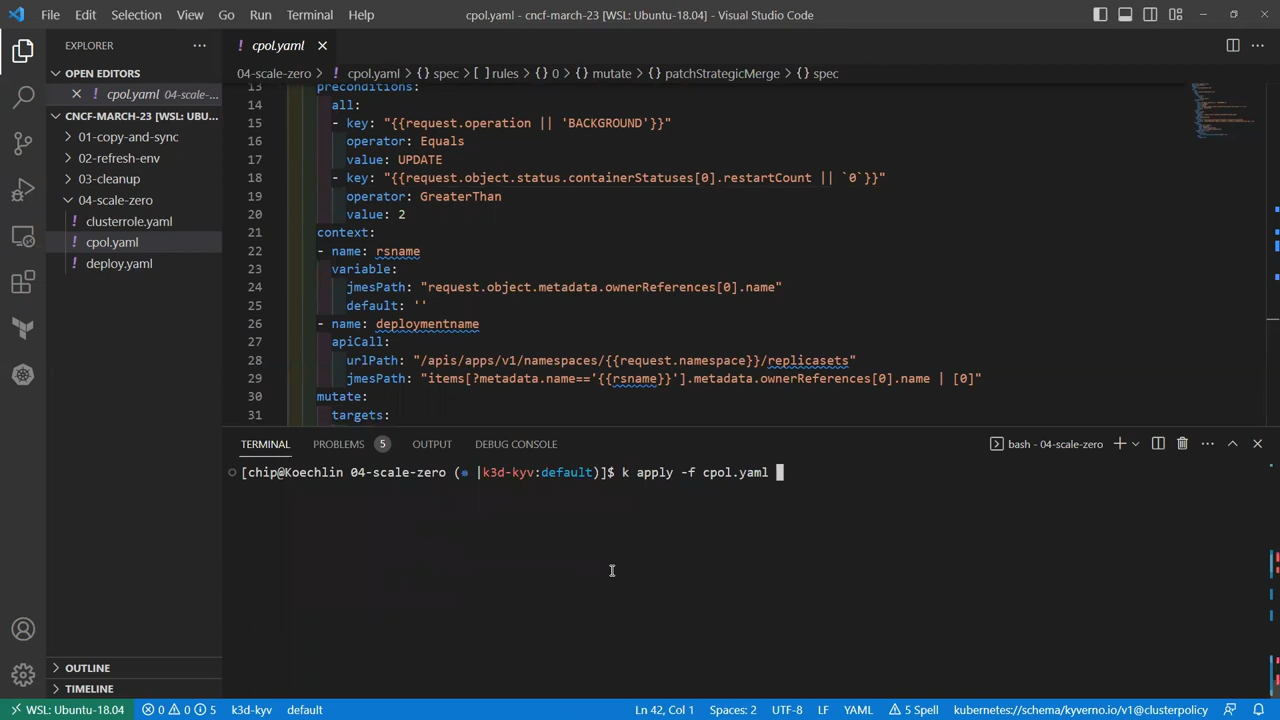 File Edit Selection View Go Run Terminal Help
cpol.yaml - cncf-march-23 [WSL: Ubuntu-18.04] - Visual Studio Code
EXPLORER
OPEN EDITORS
cpol.yaml 04-scale-...
CNCF-MARCH-23 [WSL: UBU...
01-copy-and-sync
02-refresh-env
03-cleanup
04-scale-zero
clusterrole.yaml
cpol.yaml
deploy.yaml
OUTLINE
TIMELINE
cpol.yaml
04-scale-zero > cpol.yaml > {} spec > [ ] rules > {} 0 > {} mutate > {} patchStrategicMerge > {} spec
13 preconditions:
14 all:
15 - key: "{{request.operation || 'BACKGROUND'}}"
16 operator: Equals
17 value: UPDATE
18 - key: "{{request.object.status.containerStatuses[0].restartCount || `0`}}"
19 operator: GreaterThan
20 value: 2
21 context:
22 - name: rsname
23 variable:
24 jmesPath: "request.object.metadata.ownerReferences[0].name"
25 default: ''
26 - name: deploymentname
27 apiCall:
28 urlPath: "/apis/apps/v1/namespaces/{{request.namespace}}/replicasets"
29 jmesPath: "items[?metadata.name=='{{rsname}}'].metadata.ownerReferences[0].name | [0]"
30 mutate:
31 targets:
TERMINAL PROBLEMS 5 OUTPUT DEBUG CONSOLE
bash - 04-scale-zero
[chip@Koechlin 04-scale-zero (⎈ |k3d-kyv:default)]$ k apply -f cpol.yaml
WSL: Ubuntu-18.04 0 0 5 k3d-kyv default Ln 42, Col 1 Spaces: 2 UTF-8 LF YAML 5 Spell kubernetes://schema/kyverno.io/v1@clusterpolicy